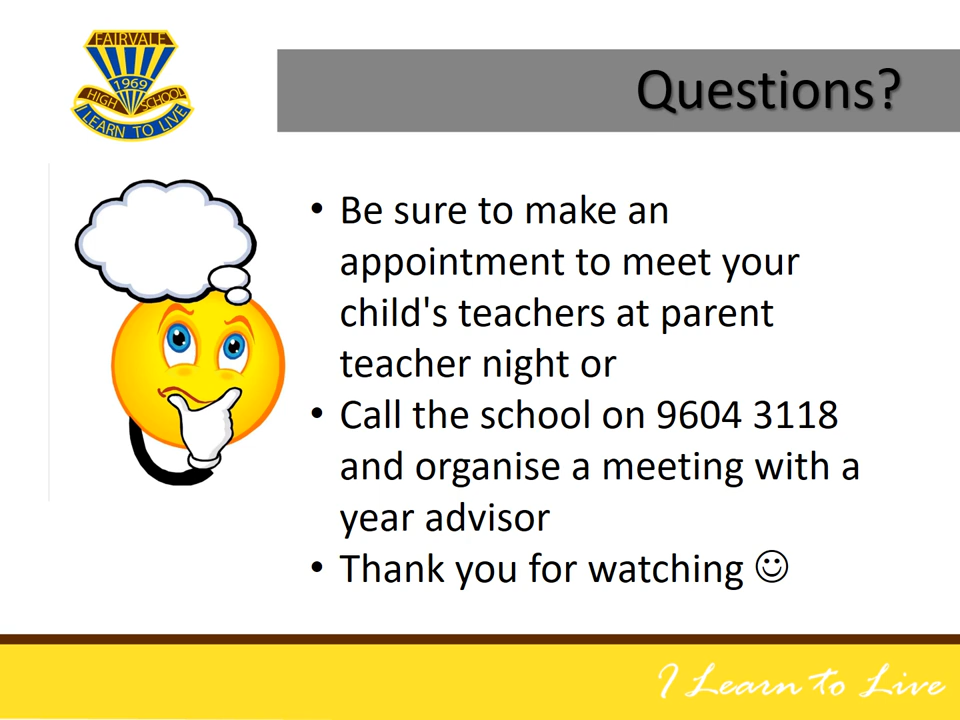 FAIRVALE
1969
HIGH SCHOOL
I LEARN TO LIVE
Questions?
• Be sure to make an
appointment to meet your
child's teachers at parent
teacher night or
• Call the school on 9604 3118
and organise a meeting with a
year advisor
• Thank you for watching ☺
I Learn to Live